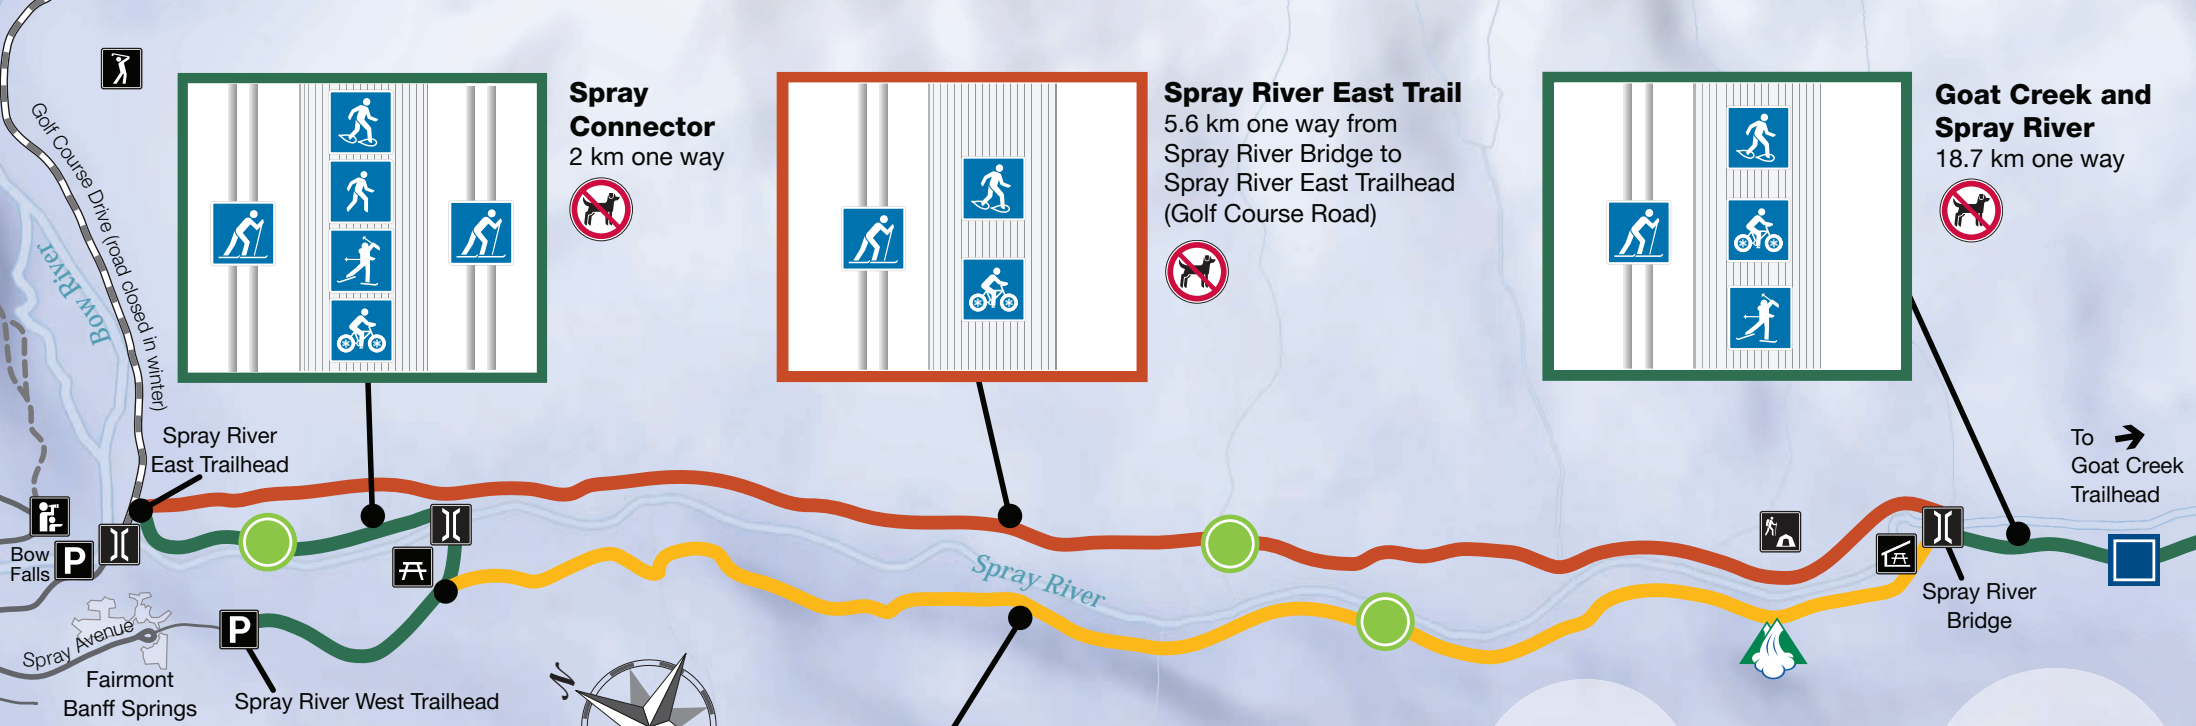 Spray
Connector
2 km one way
Spray River East Trail
5.6 km one way from
Spray River Bridge to
Spray River East Trailhead
(Golf Course Road)
Goat Creek and
Spray River
18.7 km one way
Golf Course Drive (road closed in winter)
Bow River
Spray River
East Trailhead
To
Goat Creek
Trailhead
Bow
Falls
P
Spray River
Spray River
Bridge
P
Spray Avenue
Fairmont
Banff Springs
Spray River West Trailhead
N